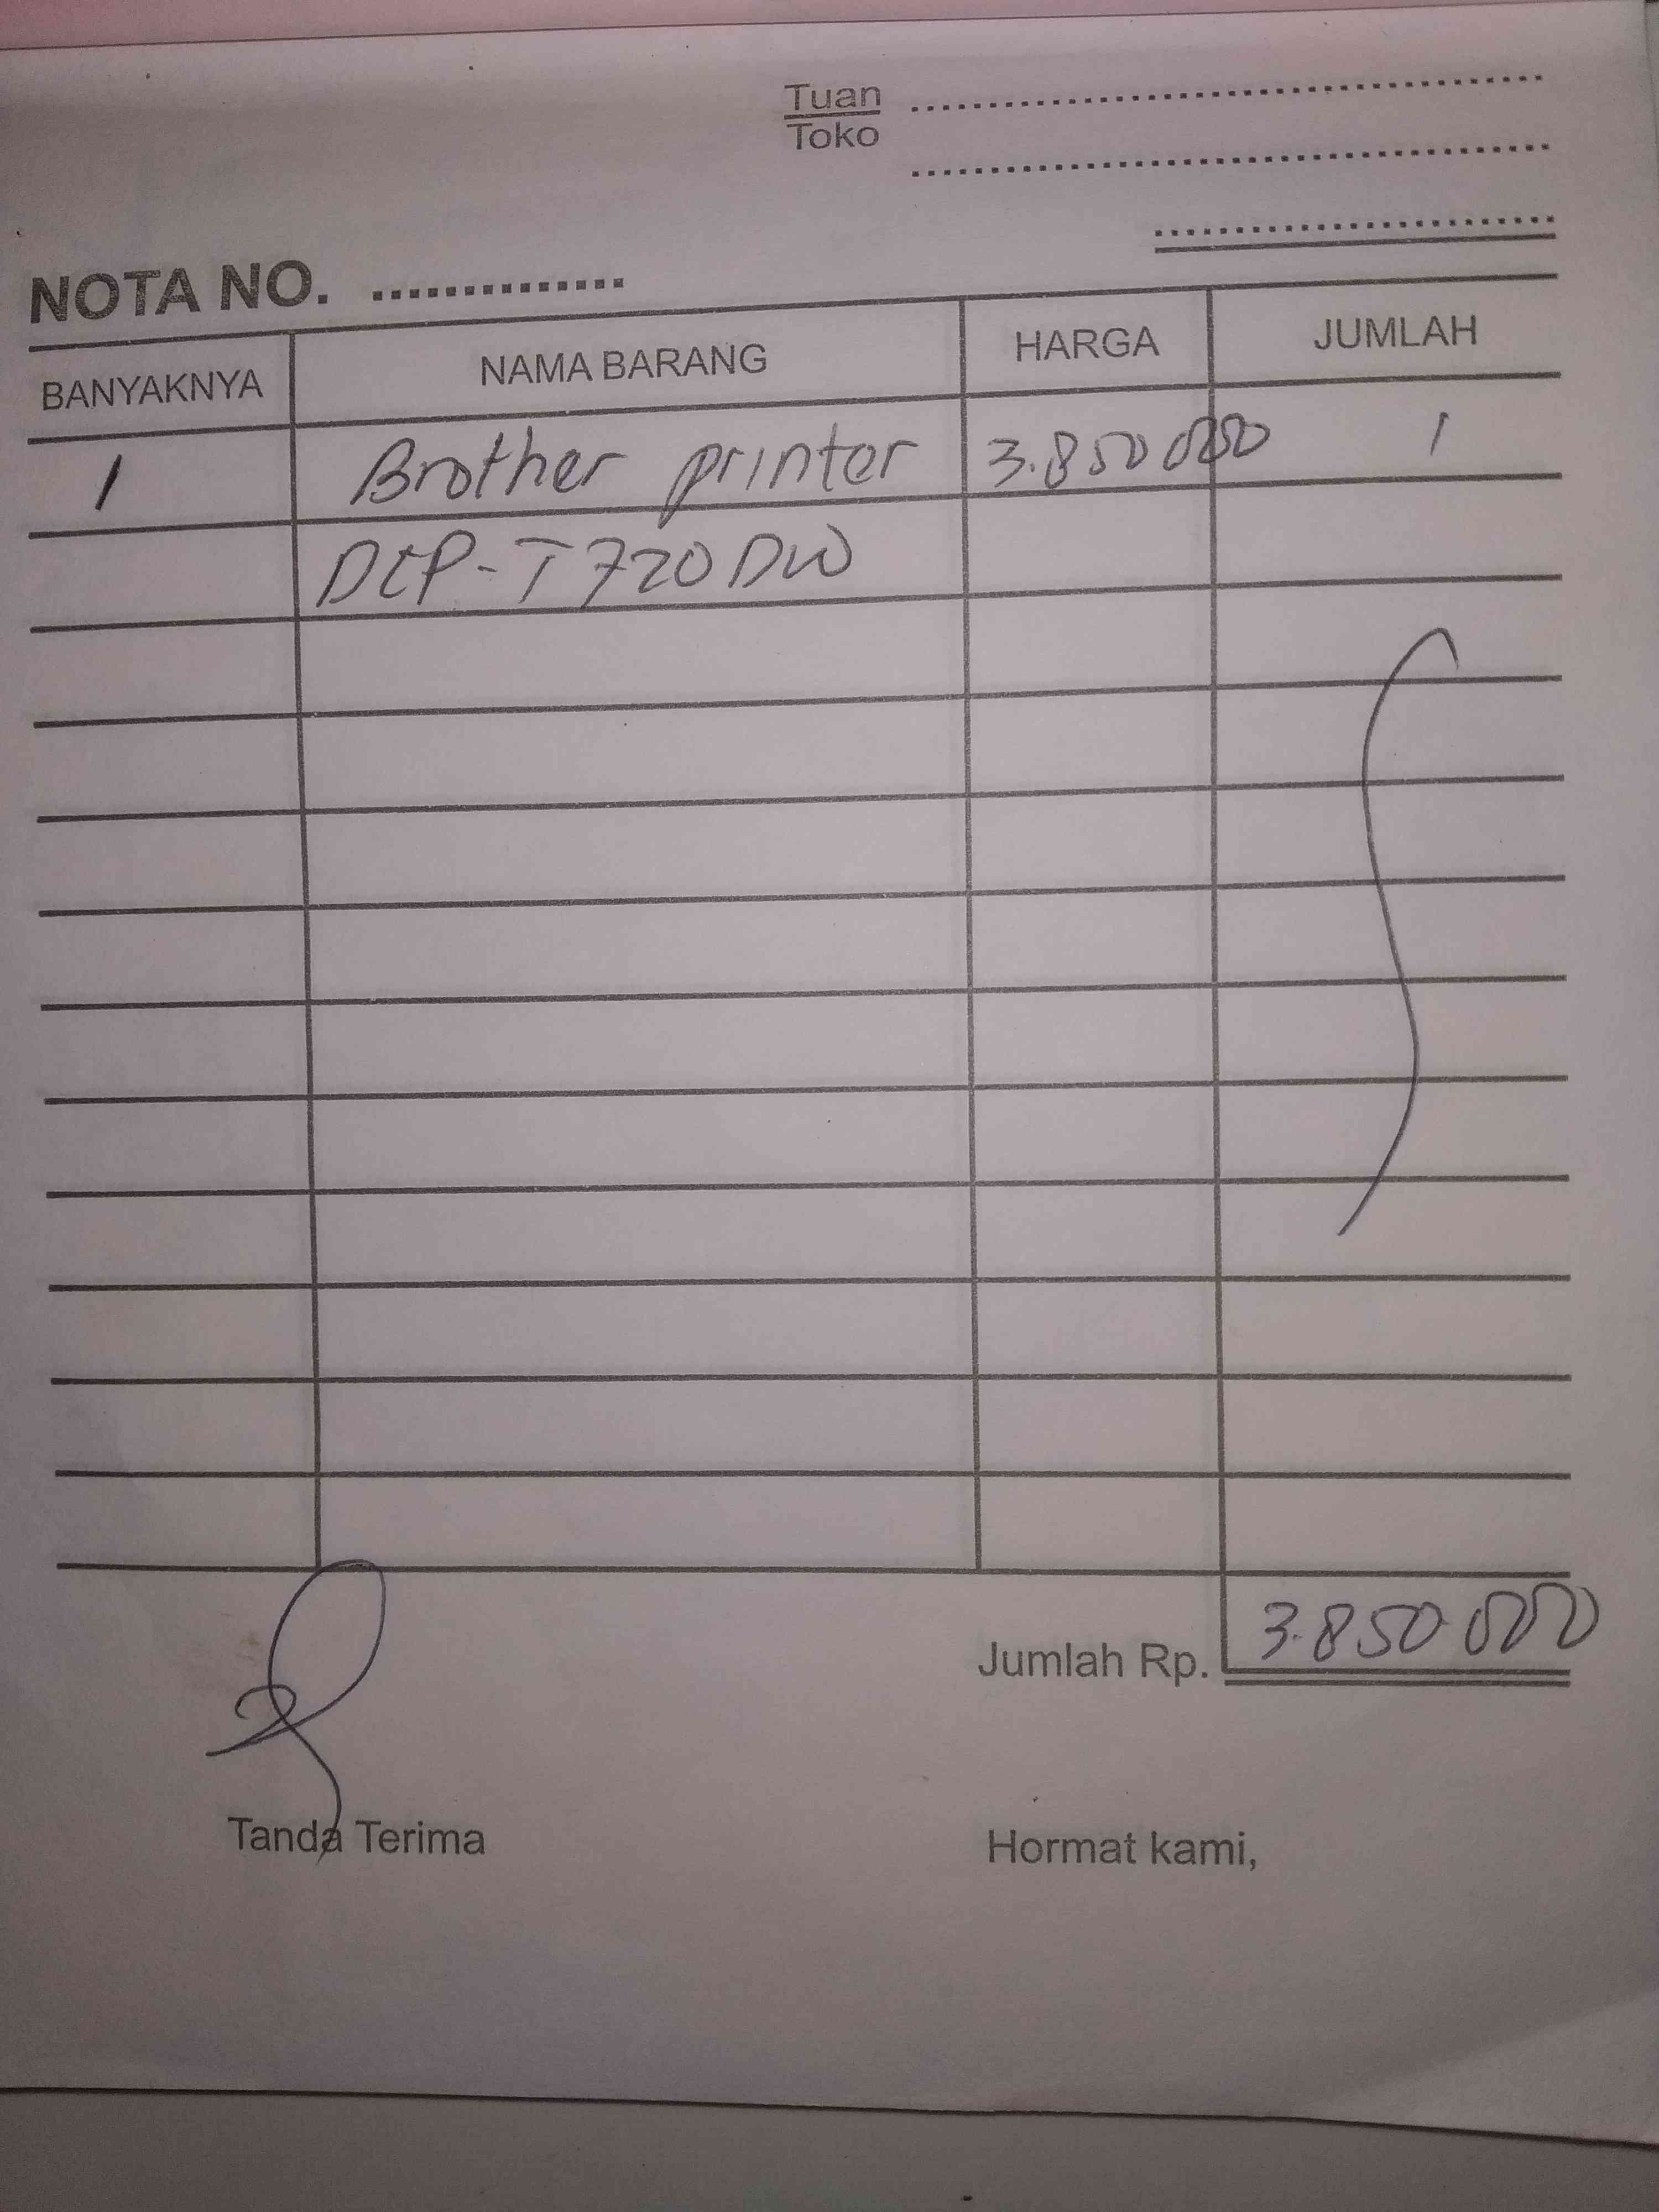 Tuan
Toko
NOTA NO. ..............
BANYAKNYA NAMA BARANG HARGA JUMLAH
1 Brother printer 3.850 000 1
DCP-T720DW
Jumlah Rp. 3.850 000
Tanda Terima Hormat kami,